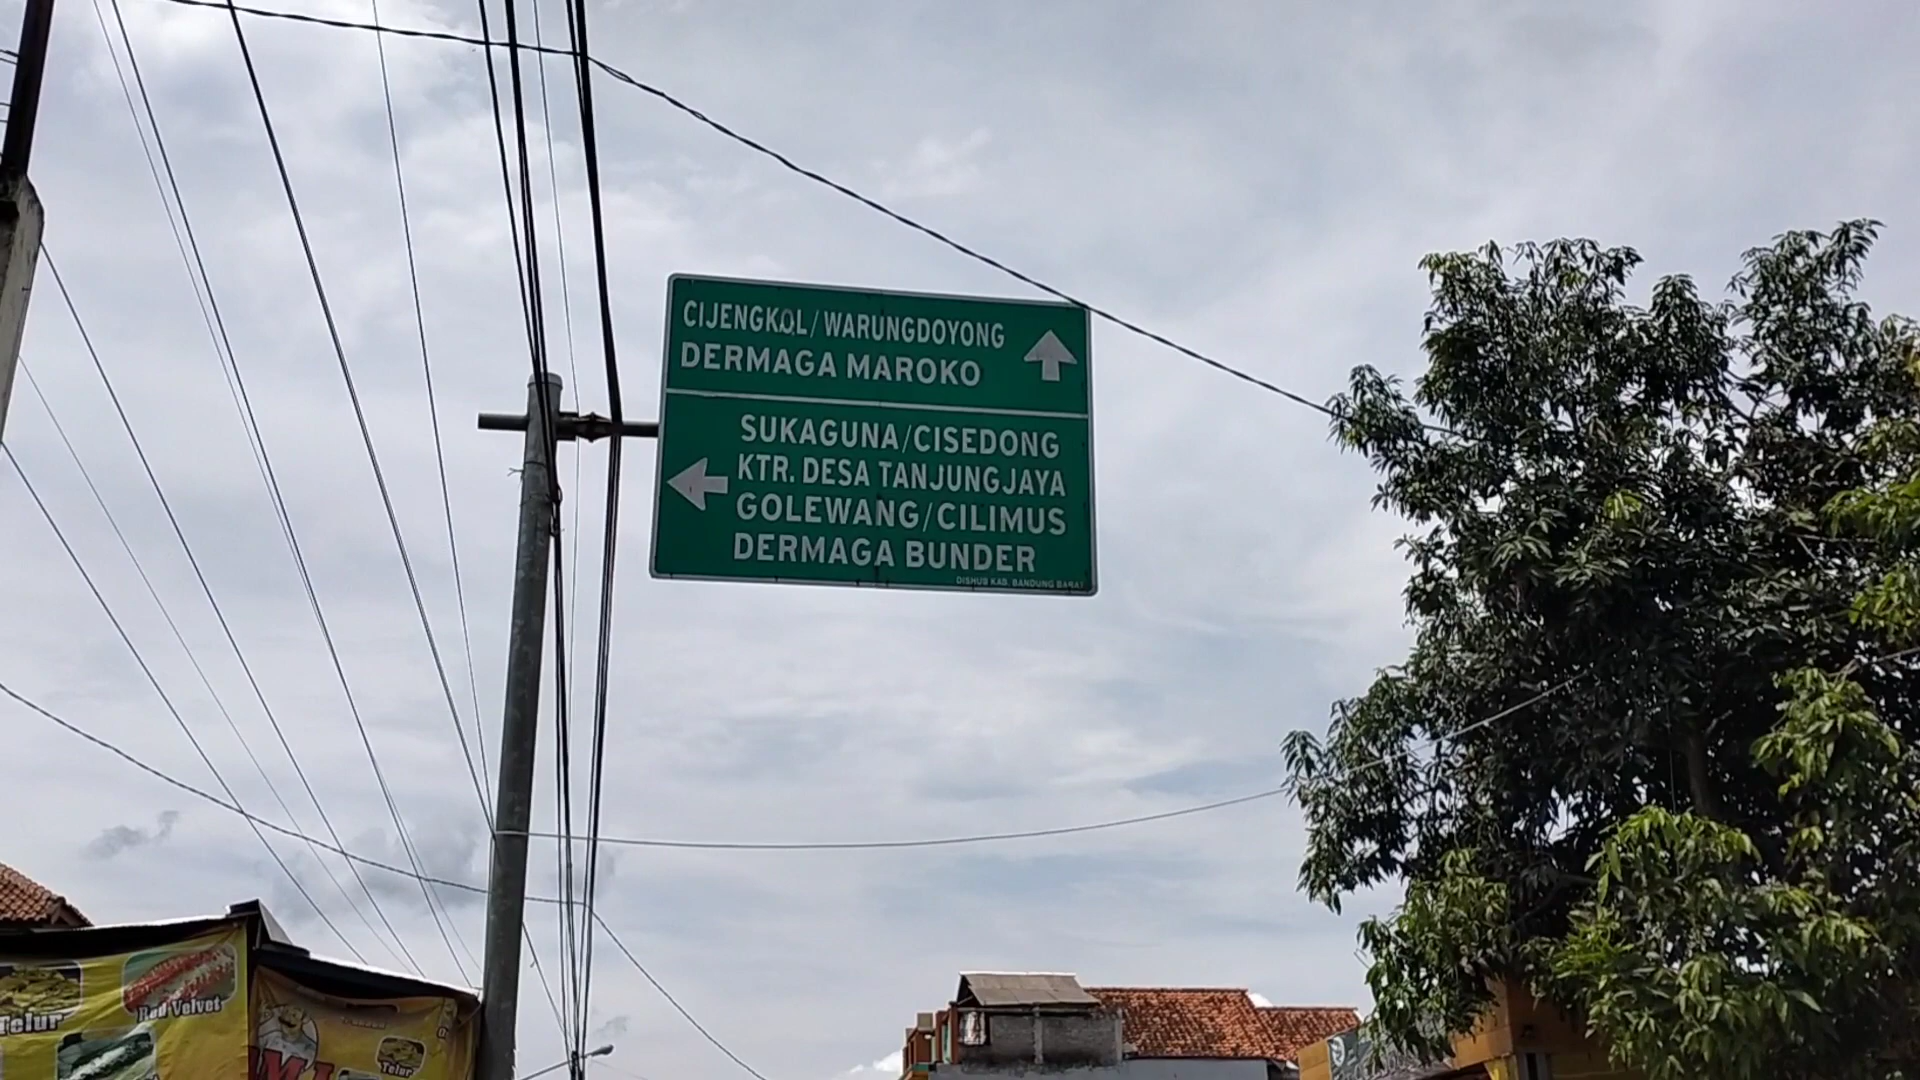 CIJENGKOL/WARUNGDOYONG
DERMAGA MAROKO
SUKAGUNA/CISEDONG
KTR. DESA TANJUNGJAYA
GOLEWANG/CILIMUS
DERMAGA BUNDER
DISHUB KAB. BANDUNG BARAT
Telur
Red Velvet
Telur